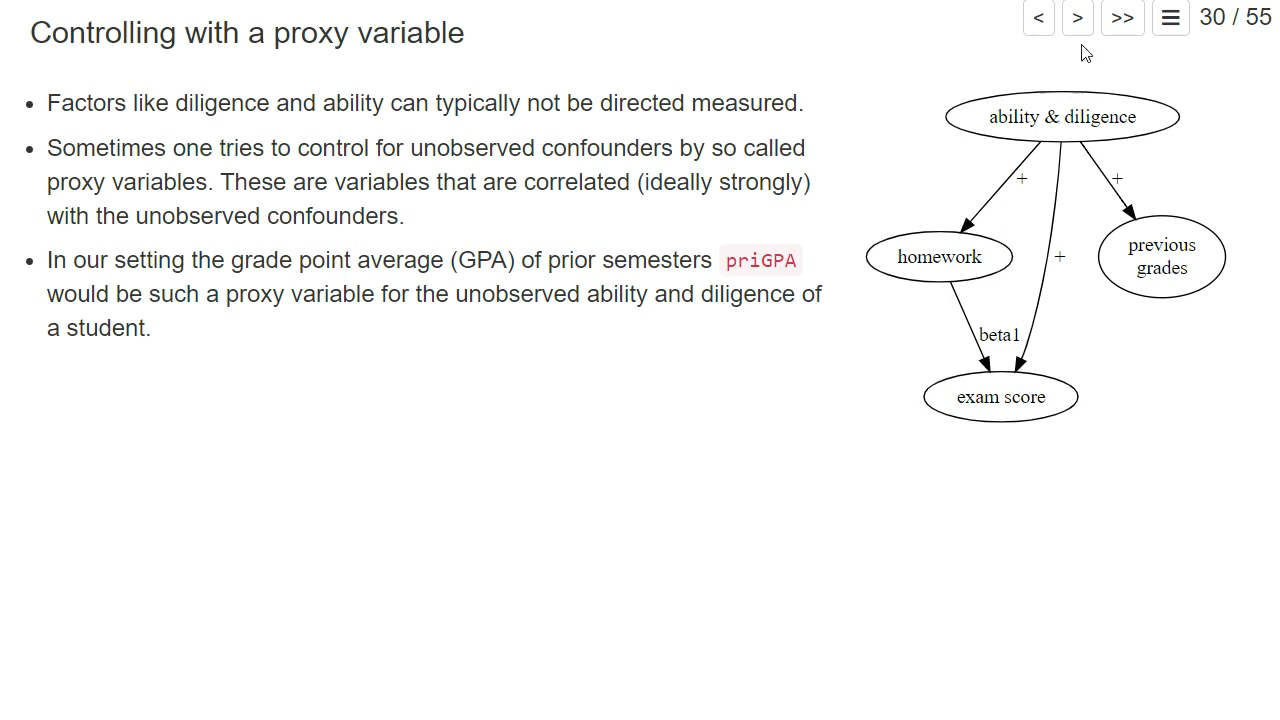 Controlling with a proxy variable
< > >> ☰ 30 / 55
• Factors like diligence and ability can typically not be directed measured.
• Sometimes one tries to control for unobserved confounders by so called
proxy variables. These are variables that are correlated (ideally strongly)
with the unobserved confounders.
• In our setting the grade point average (GPA) of prior semesters priGPA
would be such a proxy variable for the unobserved ability and diligence of
a student.
ability & diligence
+
+
homework
+
previous
grades
beta1
exam score